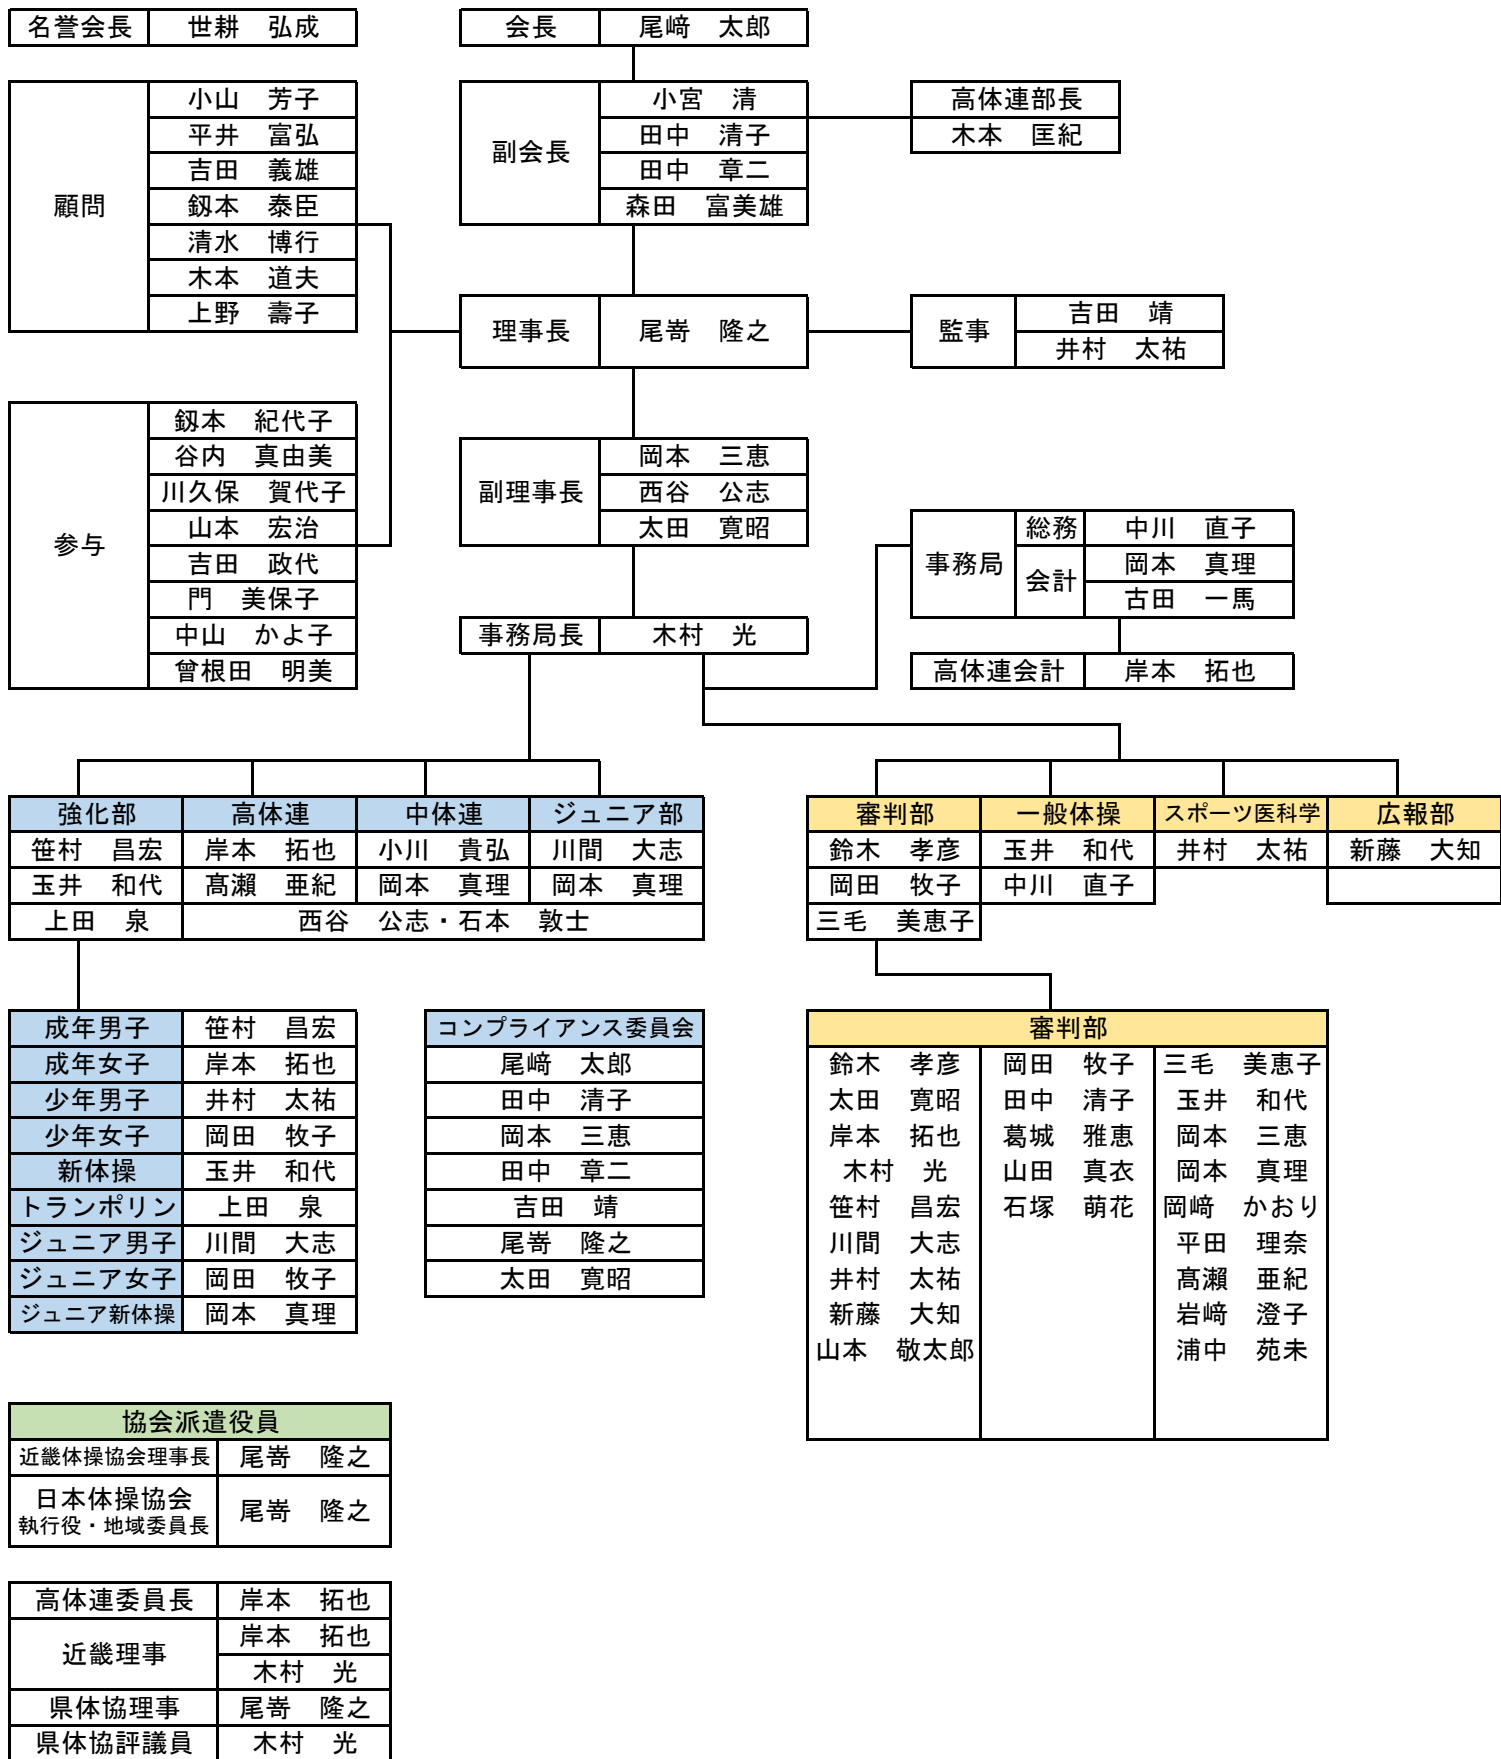 名誉会長　世耕　弘成
会長　尾﨑　太郎
顧問
小山　芳子
平井　富弘
吉田　義雄
釼本　泰臣
清水　博行
木本　道夫
上野　壽子
副会長
小宮　清
田中　清子
田中　章二
森田　富美雄
高体連部長
木本　匡紀
理事長　尾嵜　隆之
監事
吉田　靖
井村　太祐
参与
釼本　紀代子
谷内　真由美
川久保　賀代子
山本　宏治
吉田　政代
門　美保子
中山　かよ子
曾根田　明美
副理事長
岡本　三恵
西谷　公志
太田　寛昭
事務局
総務　中川　直子
会計　岡本　真理
古田　一馬
事務局長　木村　光
高体連会計　岸本　拓也
強化部　高体連　中体連　ジュニア部
笹村　昌宏　岸本　拓也　小川　貴弘　川間　大志
玉井　和代　髙瀨　亜紀　岡本　真理　岡本　真理
上田　泉　西谷　公志・石本　敦士
審判部　一般体操　スポーツ医科学　広報部
鈴木　孝彦　玉井　和代　井村　太祐　新藤　大知
岡田　牧子　中川　直子
三毛　美恵子
成年男子　笹村　昌宏
成年女子　岸本　拓也
少年男子　井村　太祐
少年女子　岡田　牧子
新体操　玉井　和代
トランポリン　上田　泉
ジュニア男子　川間　大志
ジュニア女子　岡田　牧子
ジュニア新体操　岡本　真理
コンプライアンス委員会
尾﨑　太郎
田中　清子
岡本　三恵
田中　章二
吉田　靖
尾嵜　隆之
太田　寛昭
審判部
鈴木　孝彦　岡田　牧子　三毛　美恵子
太田　寛昭　田中　清子　玉井　和代
岸本　拓也　葛城　雅恵　岡本　三恵
木村　光　山田　真衣　岡本　真理
笹村　昌宏　石塚　萌花　岡﨑　かおり
川間　大志　平田　理奈
井村　太祐　髙瀨　亜紀
新藤　大知　岩﨑　澄子
山本　敬太郎　浦中　苑未
協会派遣役員
近畿体操協会理事長　尾嵜　隆之
日本体操協会
執行役・地域委員長　尾嵜　隆之
高体連委員長　岸本　拓也
近畿理事　岸本　拓也
木村　光
県体協理事　尾嵜　隆之
県体協評議員　木村　光